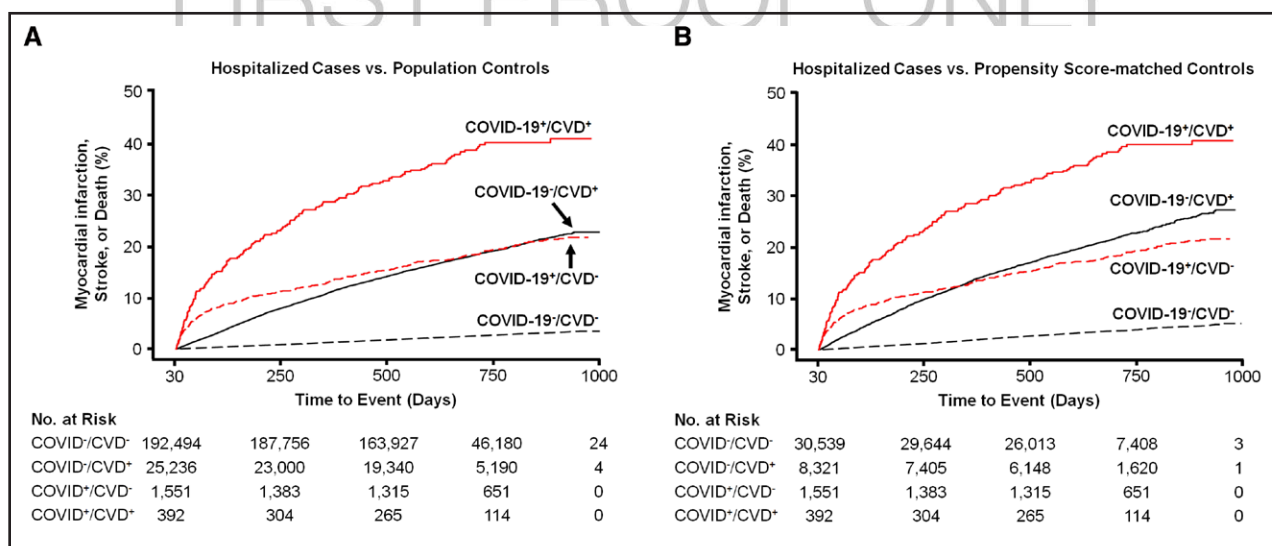 FIRST PROOF ONLY
A
Hospitalized Cases vs. Population Controls
Myocardial infarction,
Stroke, or Death (%)
50
40
30
20
10
0
COVID-19⁺/CVD⁺
COVID-19⁻/CVD⁺
COVID-19⁺/CVD⁻
COVID-19⁻/CVD⁻
30 250 500 750 1000
Time to Event (Days)
No. at Risk
COVID⁻/CVD⁻ 192,494 187,756 163,927 46,180 24
COVID⁻/CVD⁺ 25,236 23,000 19,340 5,190 4
COVID⁺/CVD⁻ 1,551 1,383 1,315 651 0
COVID⁺/CVD⁺ 392 304 265 114 0
B
Hospitalized Cases vs. Propensity Score-matched Controls
Myocardial infarction,
Stroke, or Death (%)
50
40
30
20
10
0
COVID-19⁺/CVD⁺
COVID-19⁻/CVD⁺
COVID-19⁺/CVD⁻
COVID-19⁻/CVD⁻
30 250 500 750 1000
Time to Event (Days)
No. at Risk
COVID⁻/CVD⁻ 30,539 29,644 26,013 7,408 3
COVID⁻/CVD⁺ 8,321 7,405 6,148 1,620 1
COVID⁺/CVD⁻ 1,551 1,383 1,315 651 0
COVID⁺/CVD⁺ 392 304 265 114 0